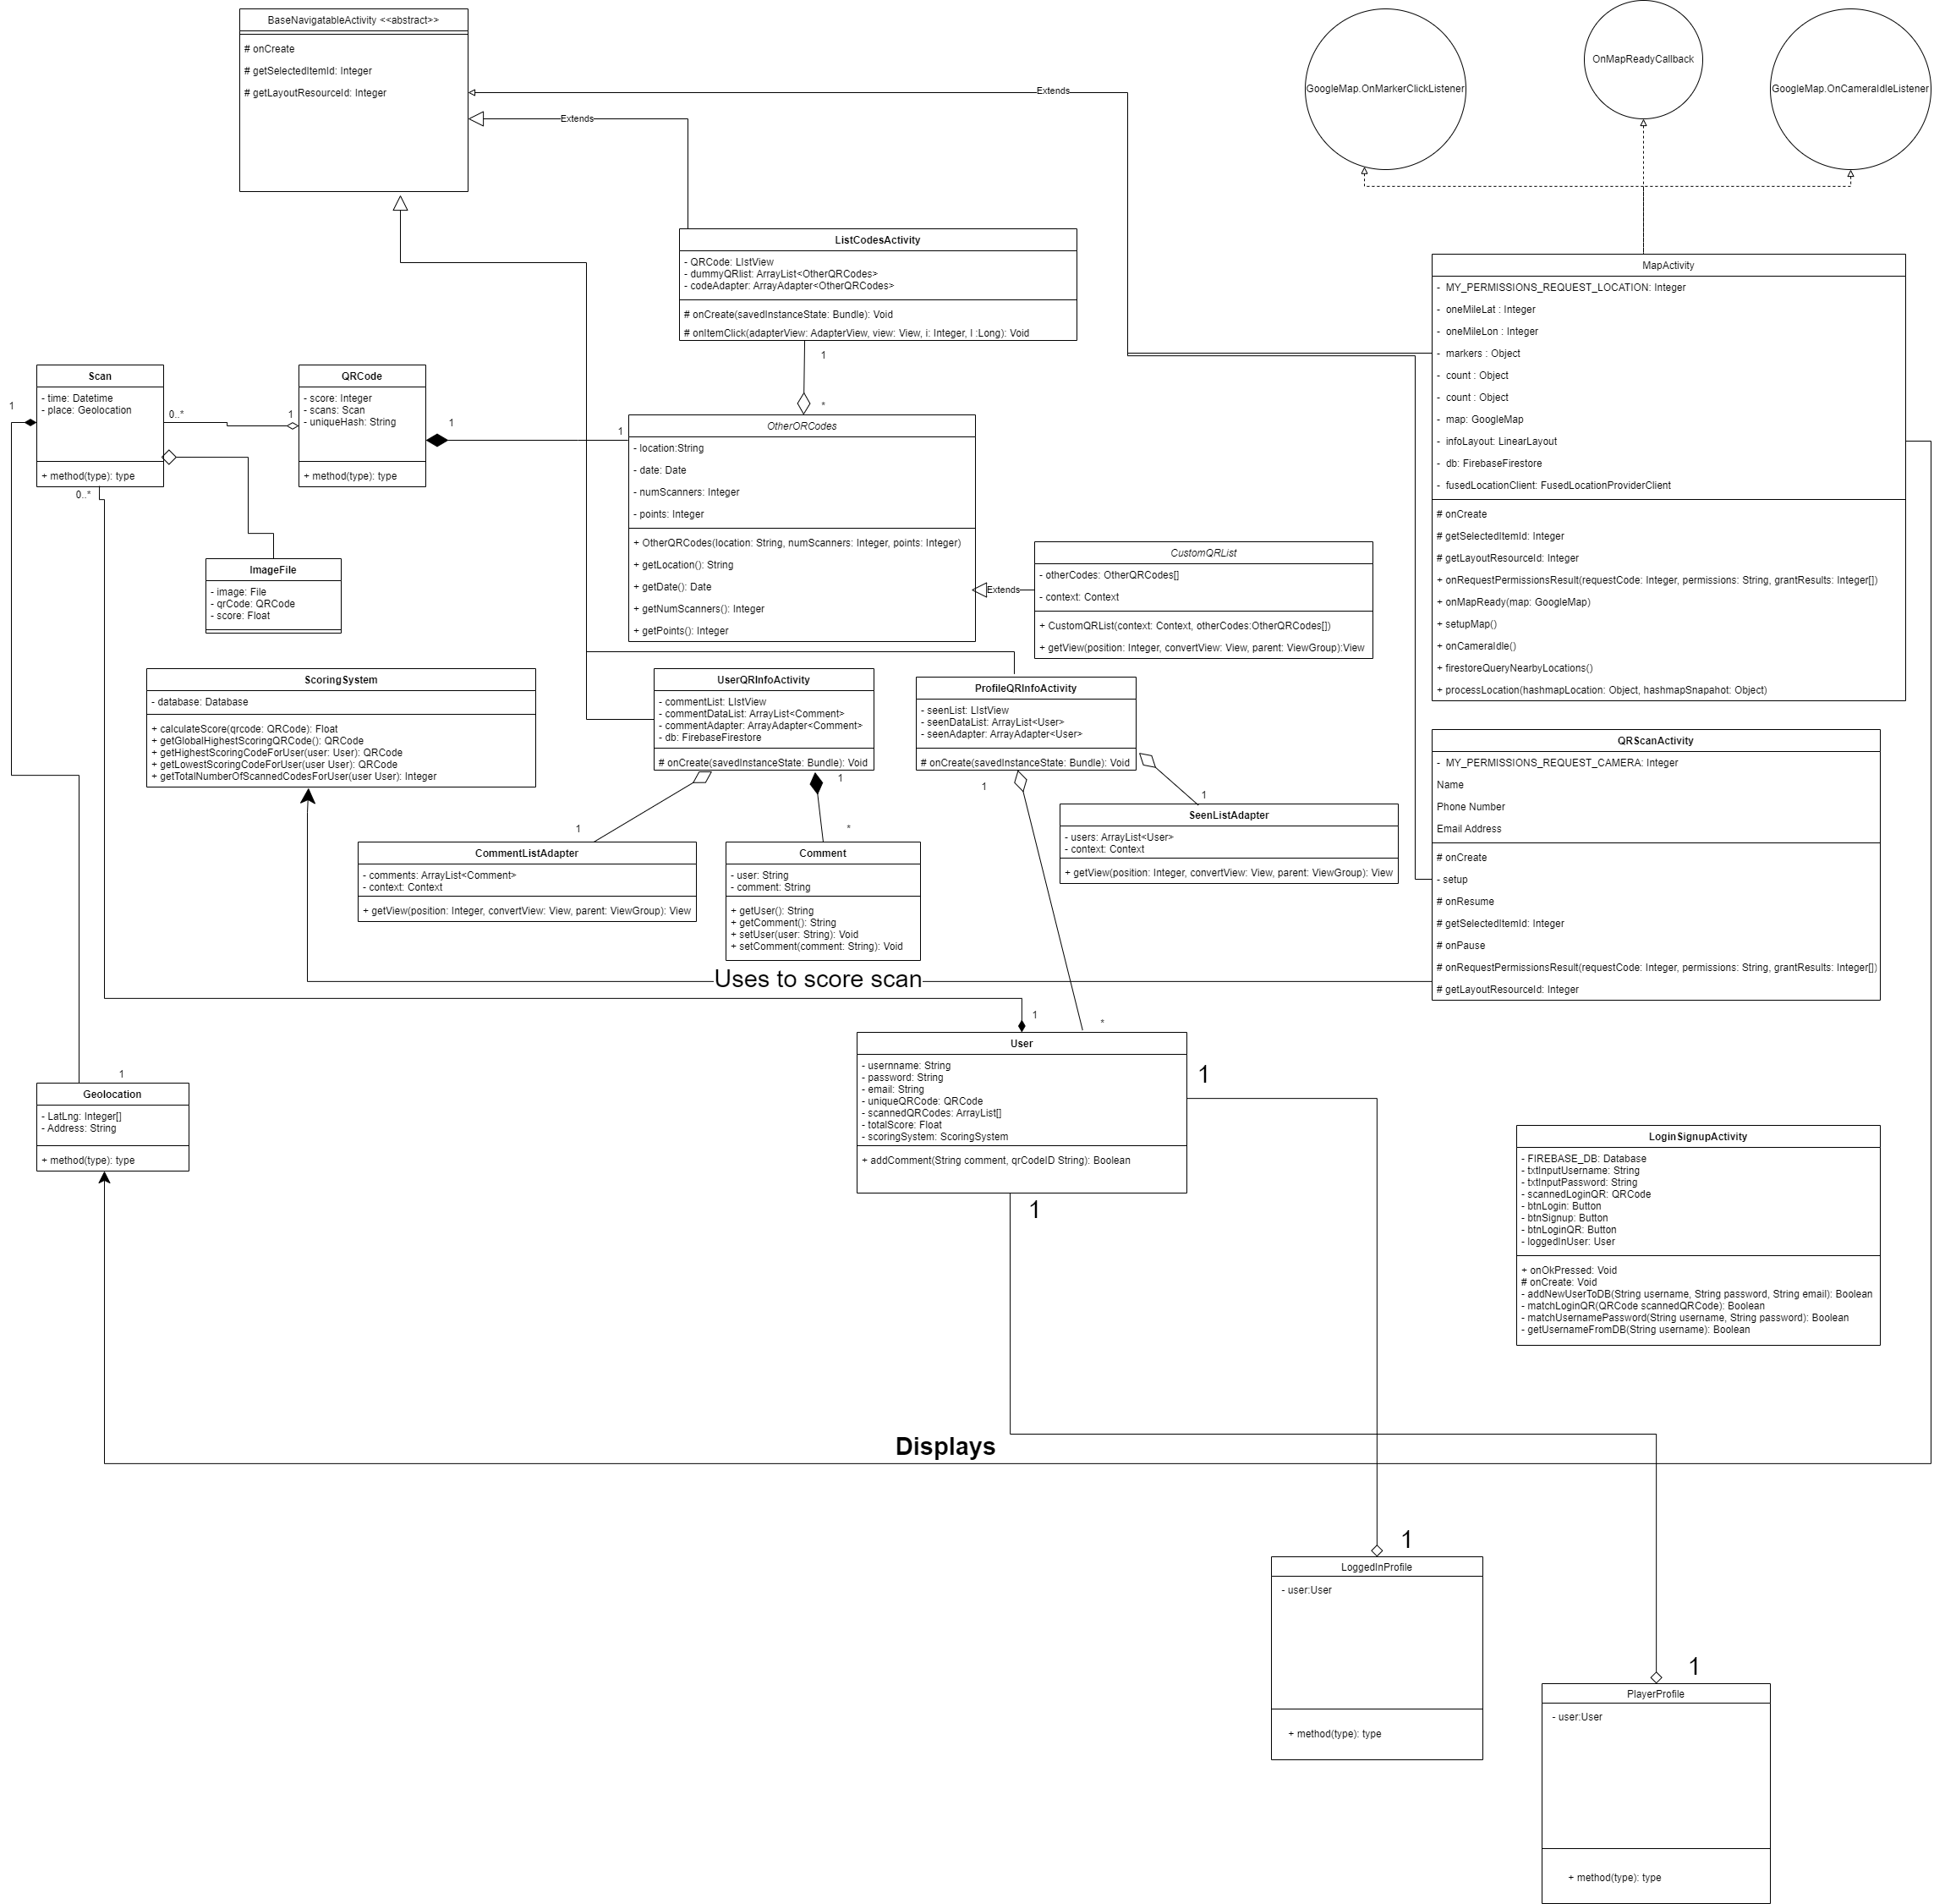 BaseNavigatableActivity <<abstract>>
# onCreate
# getSelectedItemId: Integer
# getLayoutResourceId: Integer
Extends
Extends
GoogleMap.OnMarkerClickListener
OnMapReadyCallback
GoogleMap.OnCameraIdleListener
ListCodesActivity
- QRCode: LIstView
- dummyQRlist: ArrayList<OtherQRCodes>
- codeAdapter: ArrayAdapter<OtherQRCodes>
# onCreate(savedInstanceState: Bundle): Void
# onItemClick(adapterView: AdapterView, view: View, i: Integer, l :Long): Void
1
*
MapActivity
- MY_PERMISSIONS_REQUEST_LOCATION: Integer
- oneMileLat : Integer
- oneMileLon : Integer
- markers : Object
- count : Object
- count : Object
- map: GoogleMap
- infoLayout: LinearLayout
- db: FirebaseFirestore
- fusedLocationClient: FusedLocationProviderClient
# onCreate
# getSelectedItemId: Integer
# getLayoutResourceId: Integer
+ onRequestPermissionsResult(requestCode: Integer, permissions: String, grantResults: Integer[])
+ onMapReady(map: GoogleMap)
+ setupMap()
+ onCameraIdle()
+ firestoreQueryNearbyLocations()
+ processLocation(hashmapLocation: Object, hashmapSnapahot: Object)
1
Scan
- time: Datetime
- place: Geolocation
+ method(type): type
0..*
0..*
1
QRCode
- score: Integer
- scans: Scan
- uniqueHash: String
+ method(type): type
1
1
OtherORCodes
- location:String
- date: Date
- numScanners: Integer
- points: Integer
+ OtherQRCodes(location: String, numScanners: Integer, points: Integer)
+ getLocation(): String
+ getDate(): Date
+ getNumScanners(): Integer
+ getPoints(): Integer
Extends
CustomQRList
- otherCodes: OtherQRCodes[]
- context: Context
+ CustomQRList(context: Context, otherCodes:OtherQRCodes[])
+ getView(position: Integer, convertView: View, parent: ViewGroup):View
ImageFile
- image: File
- qrCode: QRCode
- score: Float
ScoringSystem
- database: Database
+ calculateScore(qrcode: QRCode): Float
+ getGlobalHighestScoringQRCode(): QRCode
+ getHighestScoringCodeForUser(user: User): QRCode
+ getLowestScoringCodeForUser(user User): QRCode
+ getTotalNumberOfScannedCodesForUser(user User): Integer
UserQRInfoActivity
- commentList: LIstView
- commentDataList: ArrayList<Comment>
- commentAdapter: ArrayAdapter<Comment>
- db: FirebaseFirestore
# onCreate(savedInstanceState: Bundle): Void
ProfileQRInfoActivity
- seenList: LIstView
- seenDataList: ArrayList<User>
- seenAdapter: ArrayAdapter<User>
# onCreate(savedInstanceState: Bundle): Void
1
1
1
1
*
SeenListAdapter
- users: ArrayList<User>
- context: Context
+ getView(position: Integer, convertView: View, parent: ViewGroup): View
CommentListAdapter
- comments: ArrayList<Comment>
- context: Context
+ getView(position: Integer, convertView: View, parent: ViewGroup): View
Comment
- user: String
- comment: String
+ getUser(): String
+ getComment(): String
+ setUser(user: String): Void
+ setComment(comment: String): Void
QRScanActivity
- MY_PERMISSIONS_REQUEST_CAMERA: Integer
Name
Phone Number
Email Address
# onCreate
- setup
# onResume
# getSelectedItemId: Integer
# onPause
# onRequestPermissionsResult(requestCode: Integer, permissions: String, grantResults: Integer[])
# getLayoutResourceId: Integer
Uses to score scan
1
*
User
- usernname: String
- password: String
- email: String
- uniqueQRCode: QRCode
- scannedQRCodes: ArrayList[]
- totalScore: Float
- scoringSystem: ScoringSystem
+ addComment(String comment, qrCodeID String): Boolean
1
1
1
Geolocation
- LatLng: Integer[]
- Address: String
+ method(type): type
LoginSignupActivity
- FIREBASE_DB: Database
- txtInputUsername: String
- txtInputPassword: String
- scannedLoginQR: QRCode
- btnLogin: Button
- btnSignup: Button
- btnLoginQR: Button
- loggedInUser: User
+ onOkPressed: Void
# onCreate: Void
- addNewUserToDB(String username, String password, String email): Boolean
- matchLoginQR(QRCode scannedQRCode): Boolean
- matchUsernamePassword(String username, String password): Boolean
- getUsernameFromDB(String username): Boolean
Displays
1
LoggedInProfile
- user:User
+ method(type): type
1
PlayerProfile
- user:User
+ method(type): type